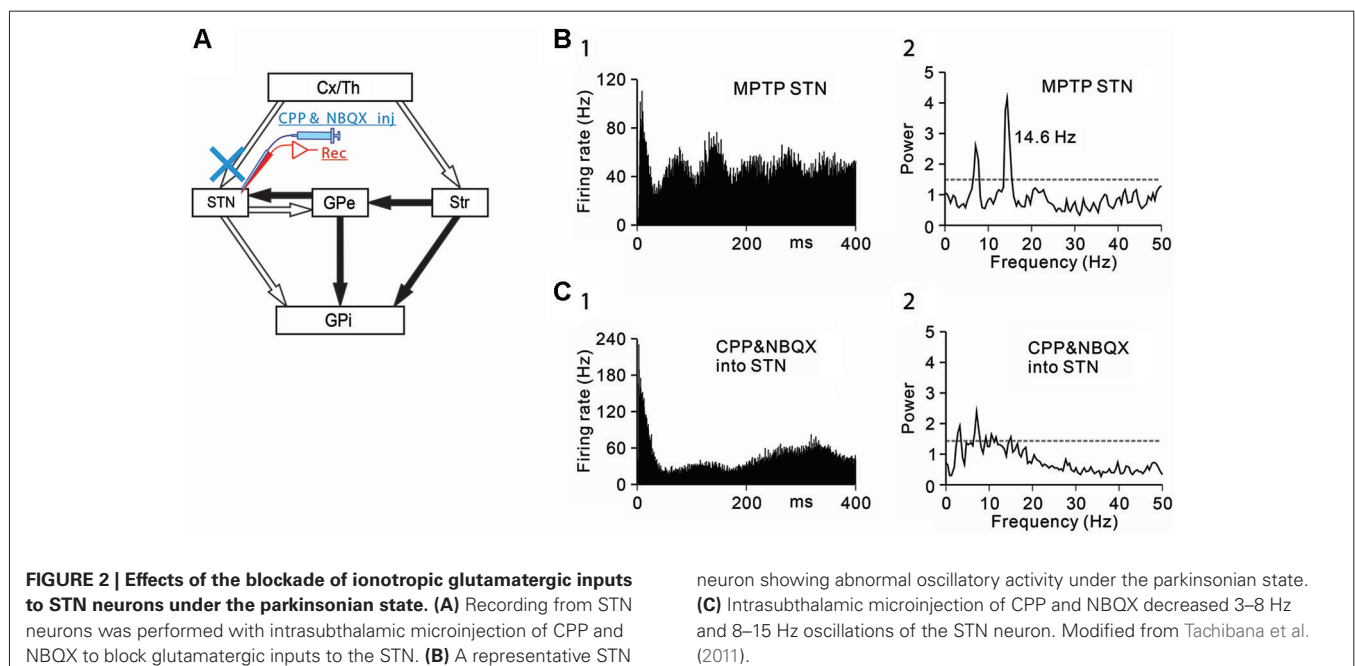 A
Cx/Th
CPP & NBQX inj
Rec
STN
GPe
Str
GPi
B
1
MPTP STN
Firing rate (Hz)
120
80
40
0
0
200
ms
400
2
MPTP STN
14.6 Hz
Power
5
4
3
2
1
0
0 10 20 30 40 50
Frequency (Hz)
C
1
CPP&NBQX
into STN
Firing rate (Hz)
240
180
120
60
0
0
200
ms
400
2
CPP&NBQX
into STN
Power
5
4
3
2
1
0
0 10 20 30 40 50
Frequency (Hz)
FIGURE 2 | Effects of the blockade of ionotropic glutamatergic inputs
to STN neurons under the parkinsonian state. (A) Recording from STN
neurons was performed with intrasubthalamic microinjection of CPP and
NBQX to block glutamatergic inputs to the STN. (B) A representative STN
neuron showing abnormal oscillatory activity under the parkinsonian state.
(C) Intrasubthalamic microinjection of CPP and NBQX decreased 3–8 Hz
and 8–15 Hz oscillations of the STN neuron. Modified from Tachibana et al.
(2011).